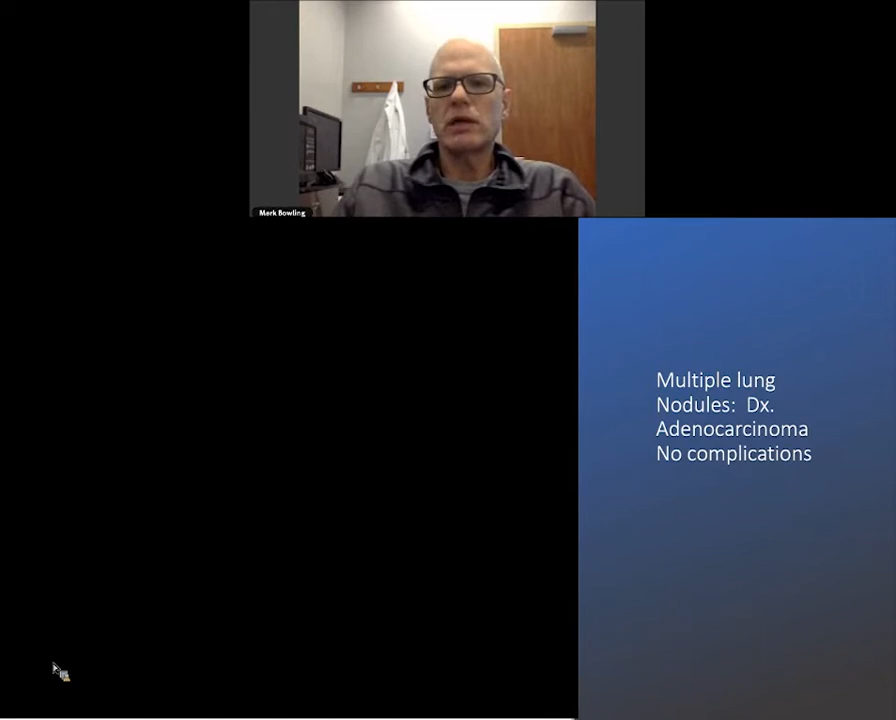 Mark Bowling
Multiple lung
Nodules: Dx.
Adenocarcinoma
No complications